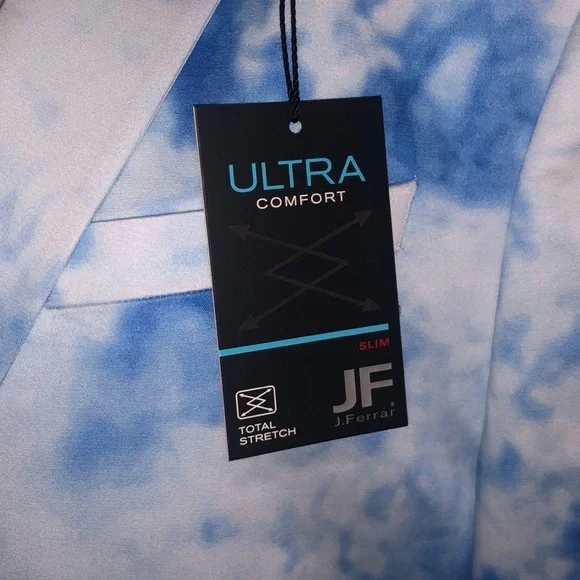 ULTRA
COMFORT
SLIM
JF
J.Ferrar®
TOTAL
STRETCH